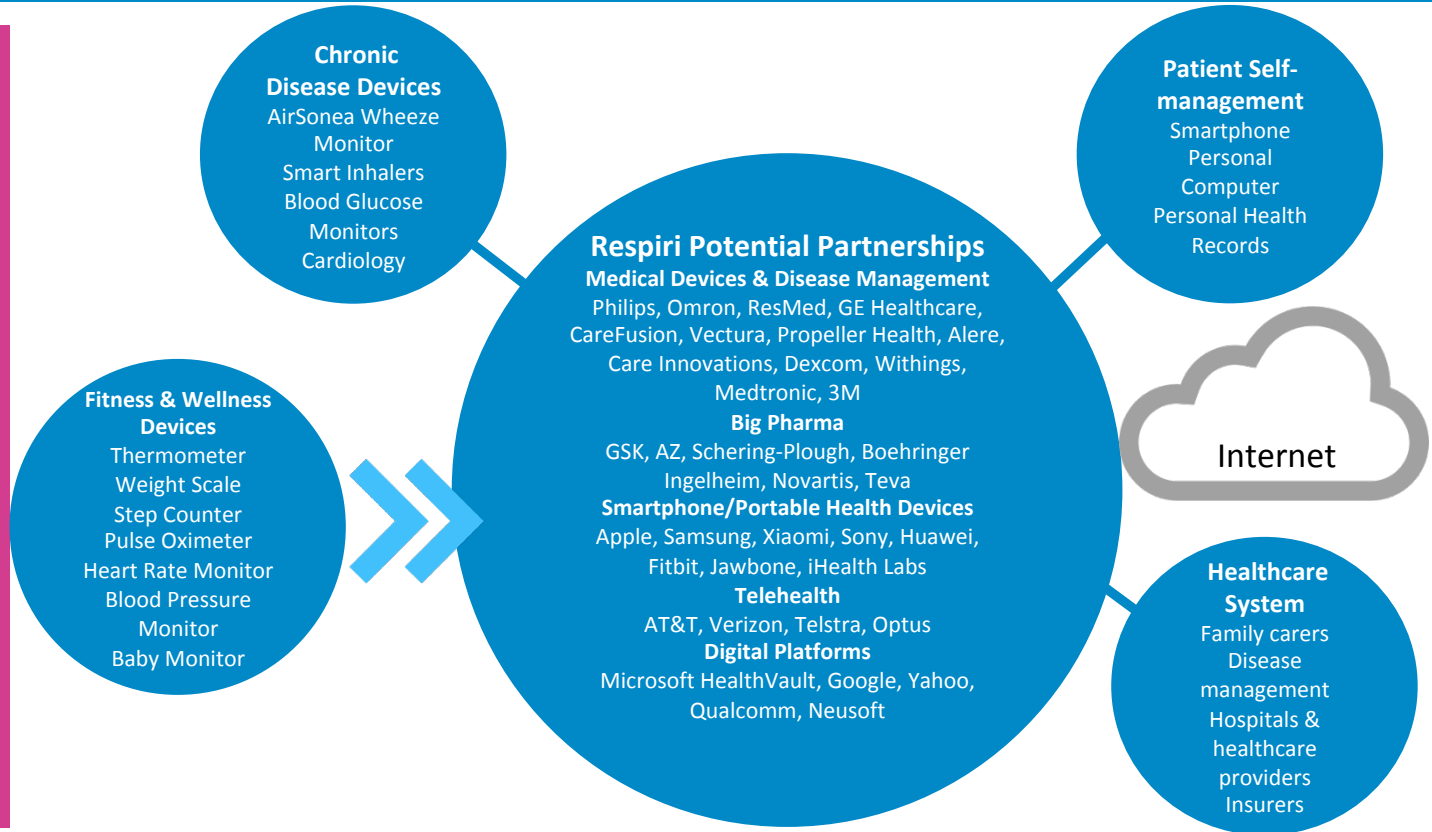 Chronic
Disease Devices
AirSonea Wheeze
Monitor
Smart Inhalers
Blood Glucose
Monitors
Cardiology
Patient Self-
management
Smartphone
Personal
Computer
Personal Health
Records
Fitness & Wellness
Devices
Thermometer
Weight Scale
Step Counter
Pulse Oximeter
Heart Rate Monitor
Blood Pressure
Monitor
Baby Monitor
Respiri Potential Partnerships
Medical Devices & Disease Management
Philips, Omron, ResMed, GE Healthcare,
CareFusion, Vectura, Propeller Health, Alere,
Care Innovations, Dexcom, Withings,
Medtronic, 3M
Big Pharma
GSK, AZ, Schering-Plough, Boehringer
Ingelheim, Novartis, Teva
Smartphone/Portable Health Devices
Apple, Samsung, Xiaomi, Sony, Huawei,
Fitbit, Jawbone, iHealth Labs
Telehealth
AT&T, Verizon, Telstra, Optus
Digital Platforms
Microsoft HealthVault, Google, Yahoo,
Qualcomm, Neusoft
Internet
Healthcare
System
Family carers
Disease
management
Hospitals &
healthcare
providers
Insurers